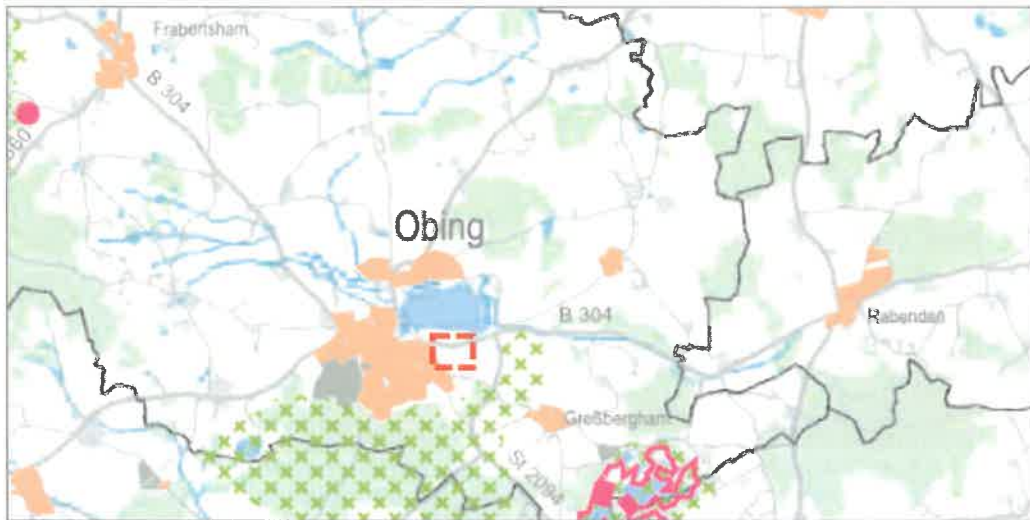 Frabertsham
B 304
Obing
B 304
Rabenden
Großbergham
St 2094